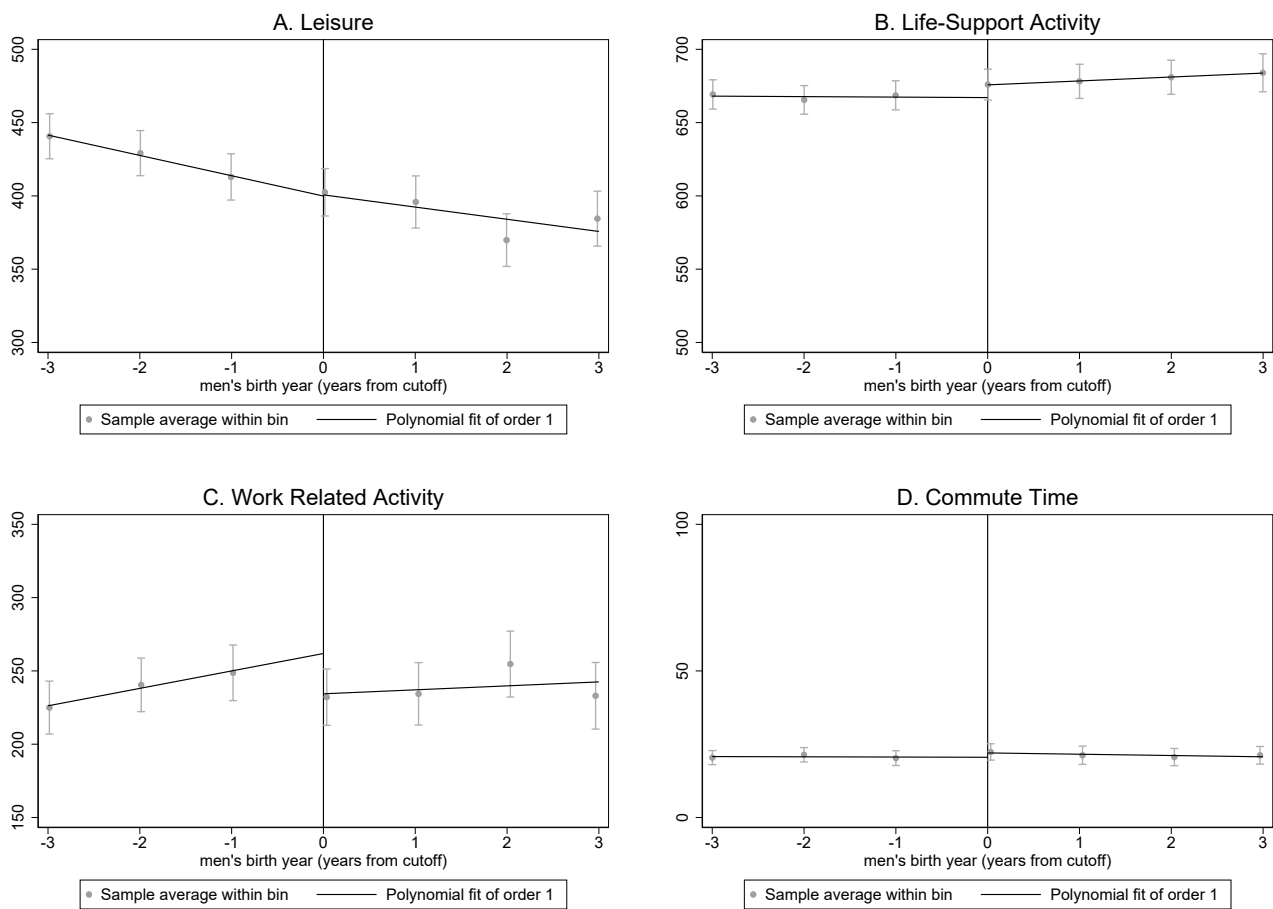 A. Leisure
500
450
400
350
300
-3 -2 -1 0 1 2 3
men's birth year (years from cutoff)
Sample average within bin Polynomial fit of order 1
B. Life-Support Activity
700
650
600
550
500
-3 -2 -1 0 1 2 3
men's birth year (years from cutoff)
Sample average within bin Polynomial fit of order 1
C. Work Related Activity
350
300
250
200
150
-3 -2 -1 0 1 2 3
men's birth year (years from cutoff)
Sample average within bin Polynomial fit of order 1
D. Commute Time
100
50
0
-3 -2 -1 0 1 2 3
men's birth year (years from cutoff)
Sample average within bin Polynomial fit of order 1